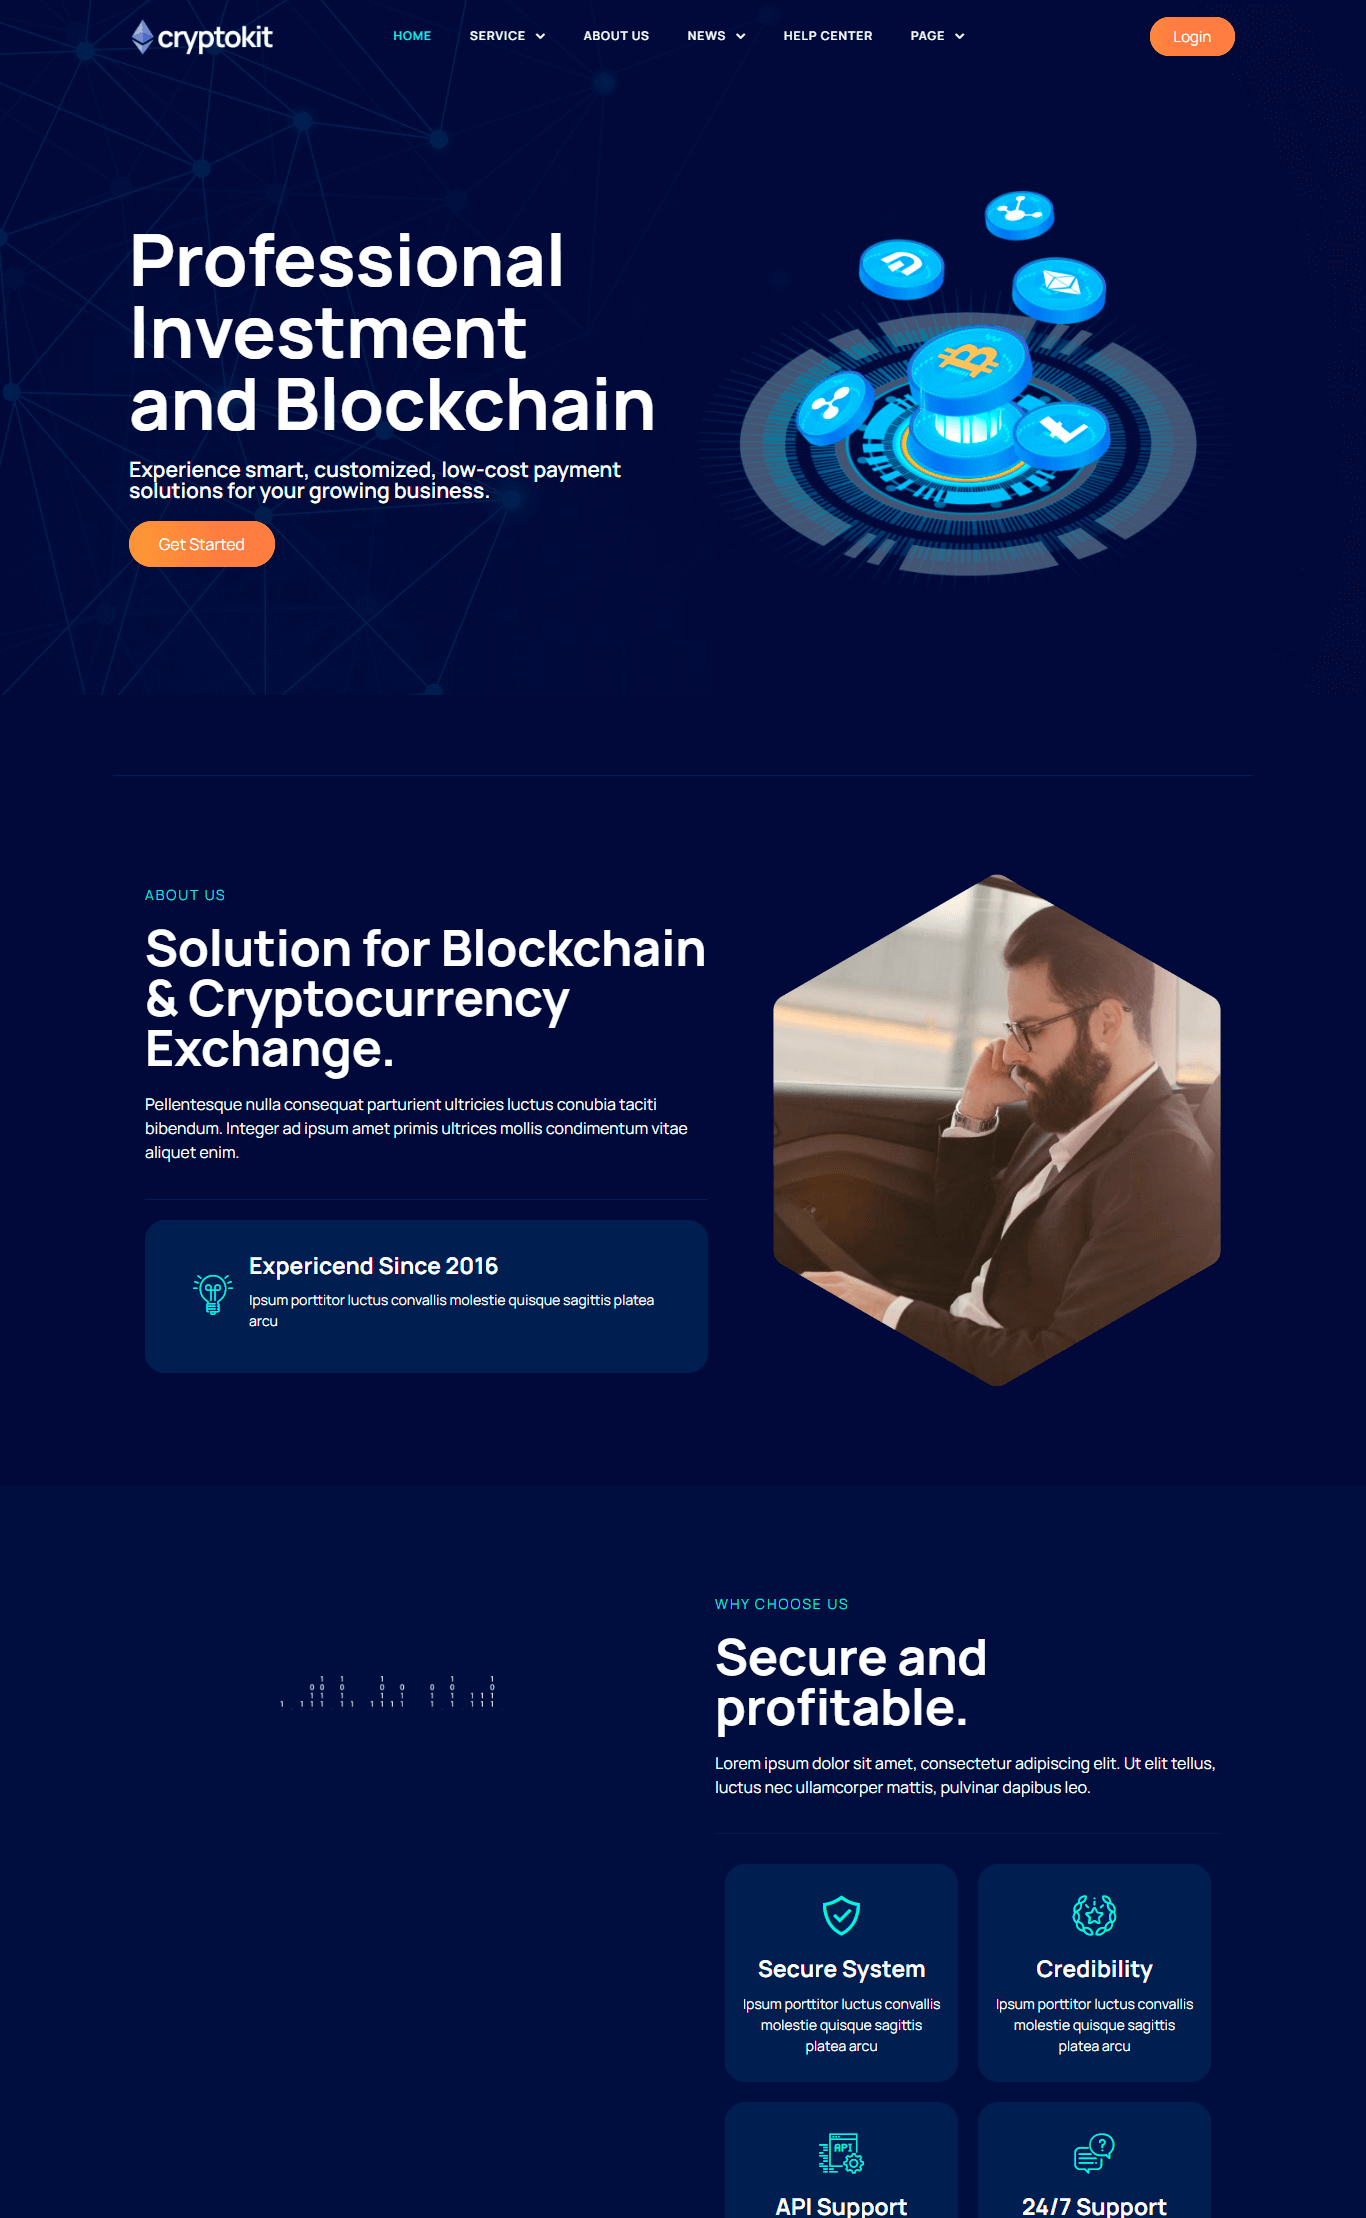 cryptokit
HOME
SERVICE
ABOUT US
NEWS
HELP CENTER
PAGE
Login
Professional
Investment
and Blockchain
Experience smart, customized, low-cost payment
solutions for your growing business.
Get Started
ABOUT US
Solution for Blockchain
& Cryptocurrency
Exchange.
Pellentesque nulla consequat parturient ultricies luctus conubia taciti
bibendum. Integer ad ipsum amet primis ultrices mollis condimentum vitae
aliquet enim.
Expericend Since 2016
Ipsum porttitor luctus convallis molestie quisque sagittis platea
arcu
WHY CHOOSE US
Secure and
profitable.
Lorem ipsum dolor sit amet, consectetur adipiscing elit. Ut elit tellus,
luctus nec ullamcorper mattis, pulvinar dapibus leo.
Secure System
Ipsum porttitor luctus convallis
molestie quisque sagittis
platea arcu
Credibility
Ipsum porttitor luctus convallis
molestie quisque sagittis
platea arcu
API
API Support
24/7 Support